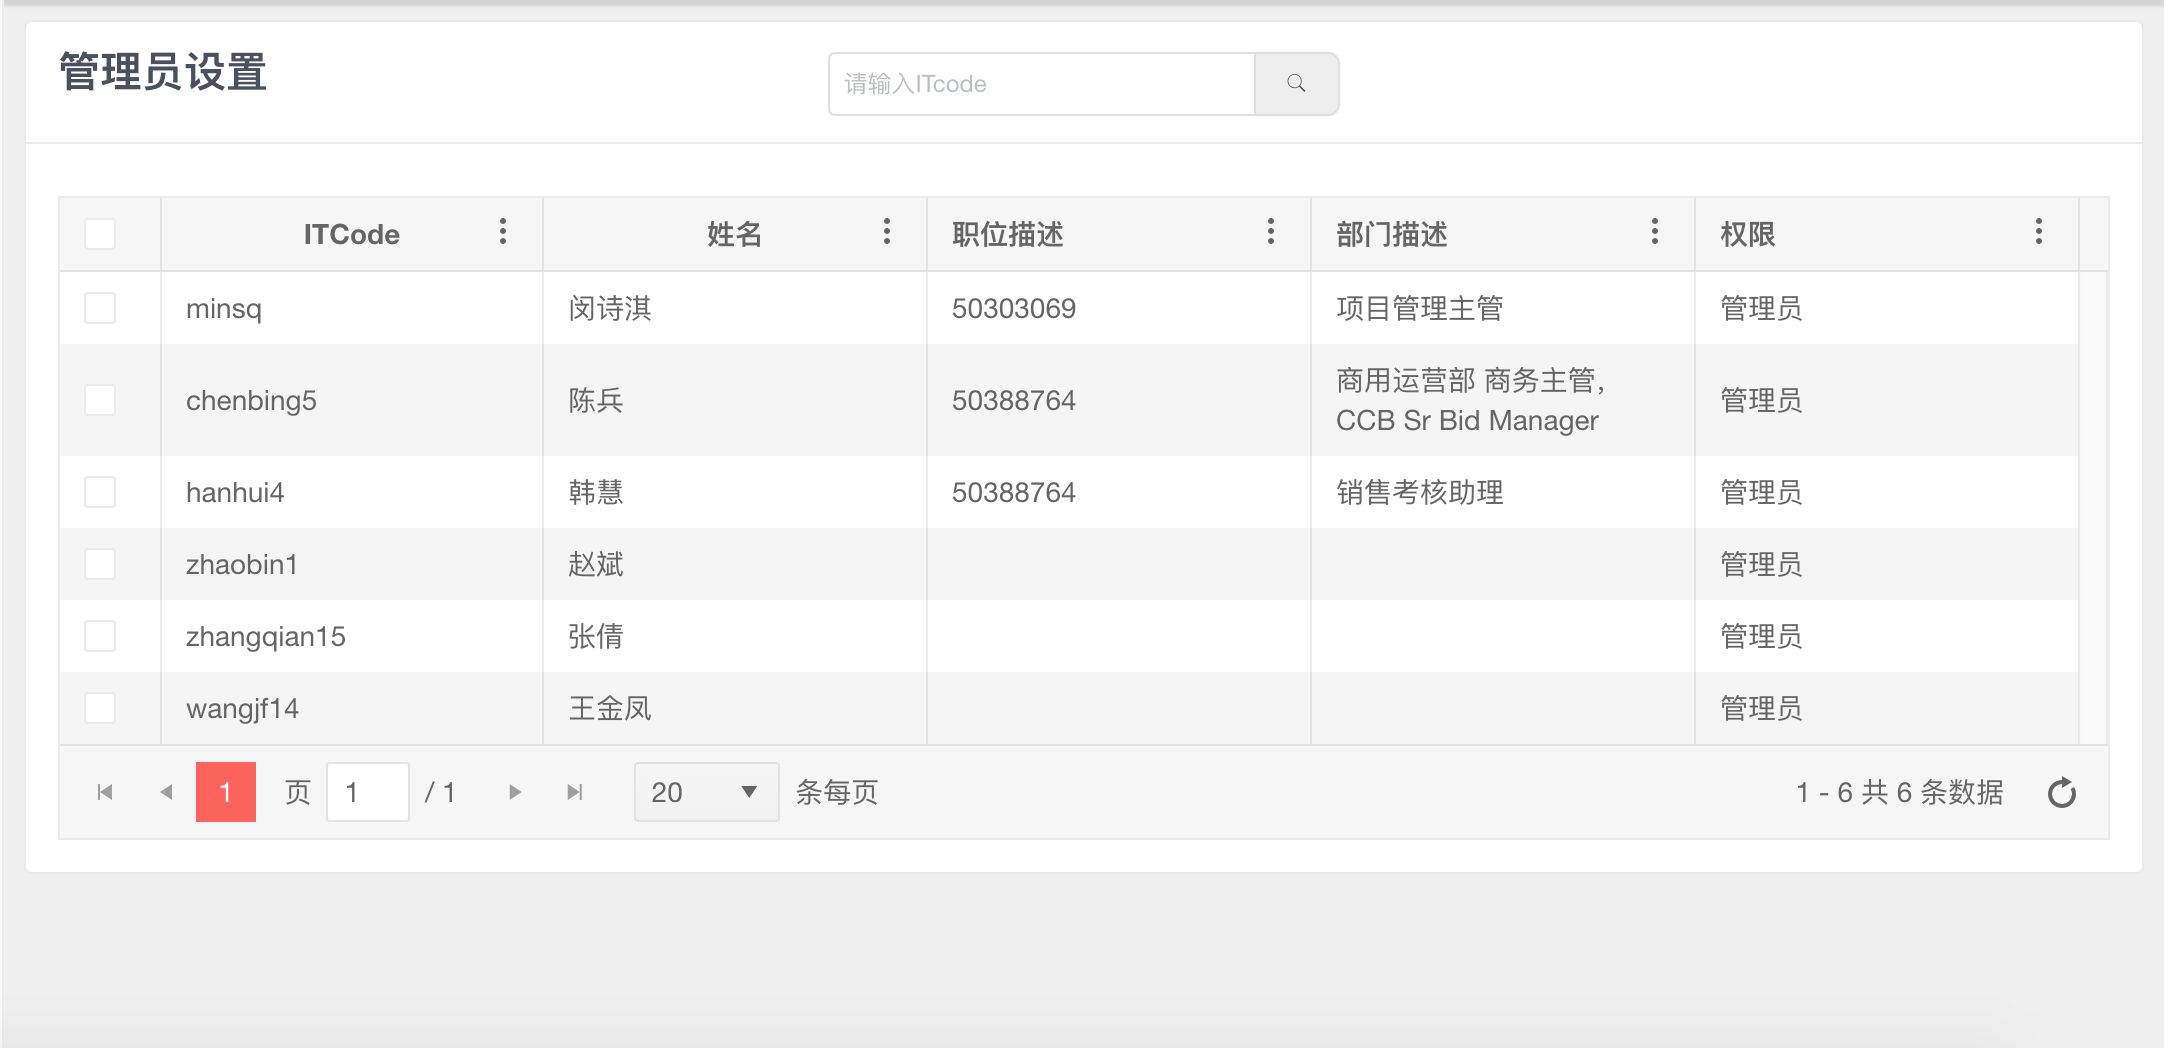 管理员设置
请输入ITcode
ITCode 姓名 职位描述 部门描述 权限
minsq 闵诗淇 50303069 项目管理主管 管理员
chenbing5 陈兵 50388764 商用运营部 商务主管, 管理员
CCB Sr Bid Manager
hanhui4 韩慧 50388764 销售考核助理 管理员
zhaobin1 赵斌 管理员
zhangqian15 张倩 管理员
wangjf14 王金凤 管理员
1 页 1 / 1 20 条每页 1 - 6 共 6 条数据